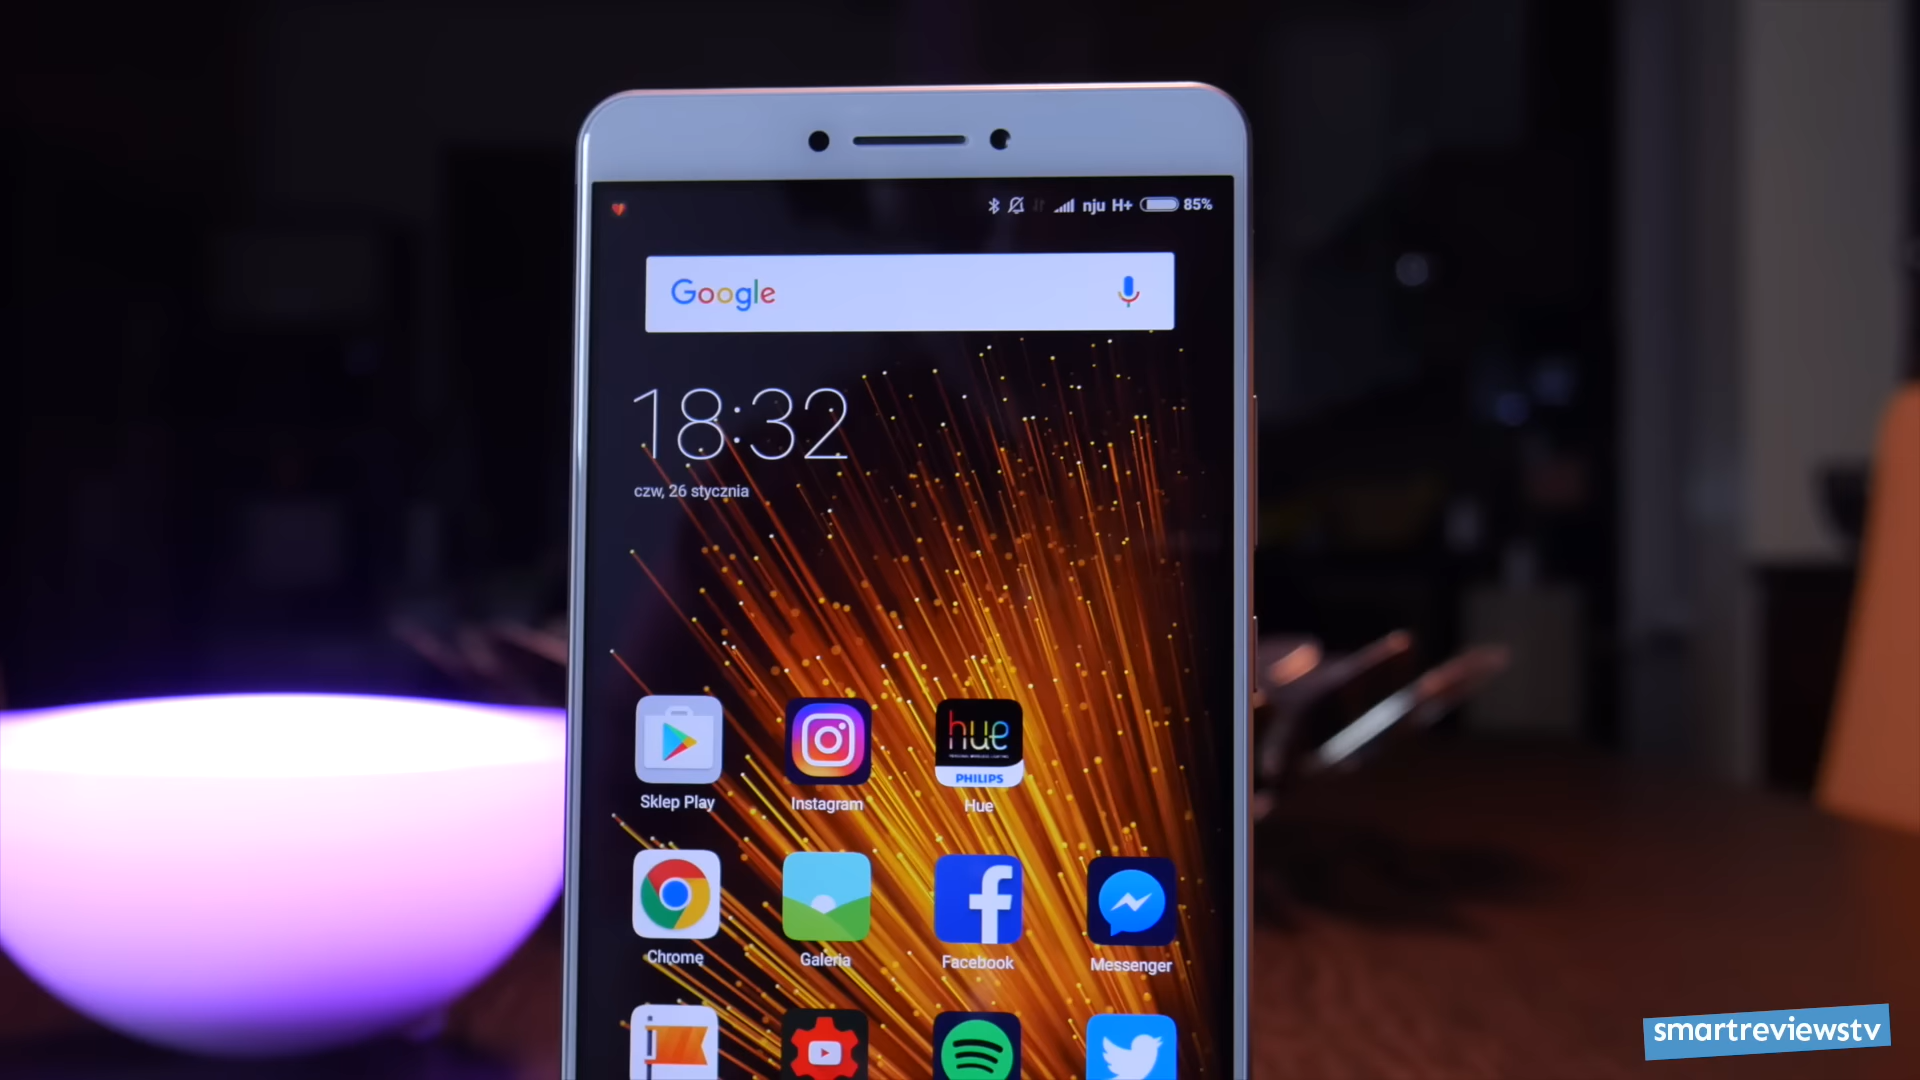 nju H+ 85%
Google
18:32
czw, 26 stycznia
hue
PHILIPS
Sklep Play
Instagram
Hue
Chrome
Galeria
Facebook
Messenger
smartreviewstv